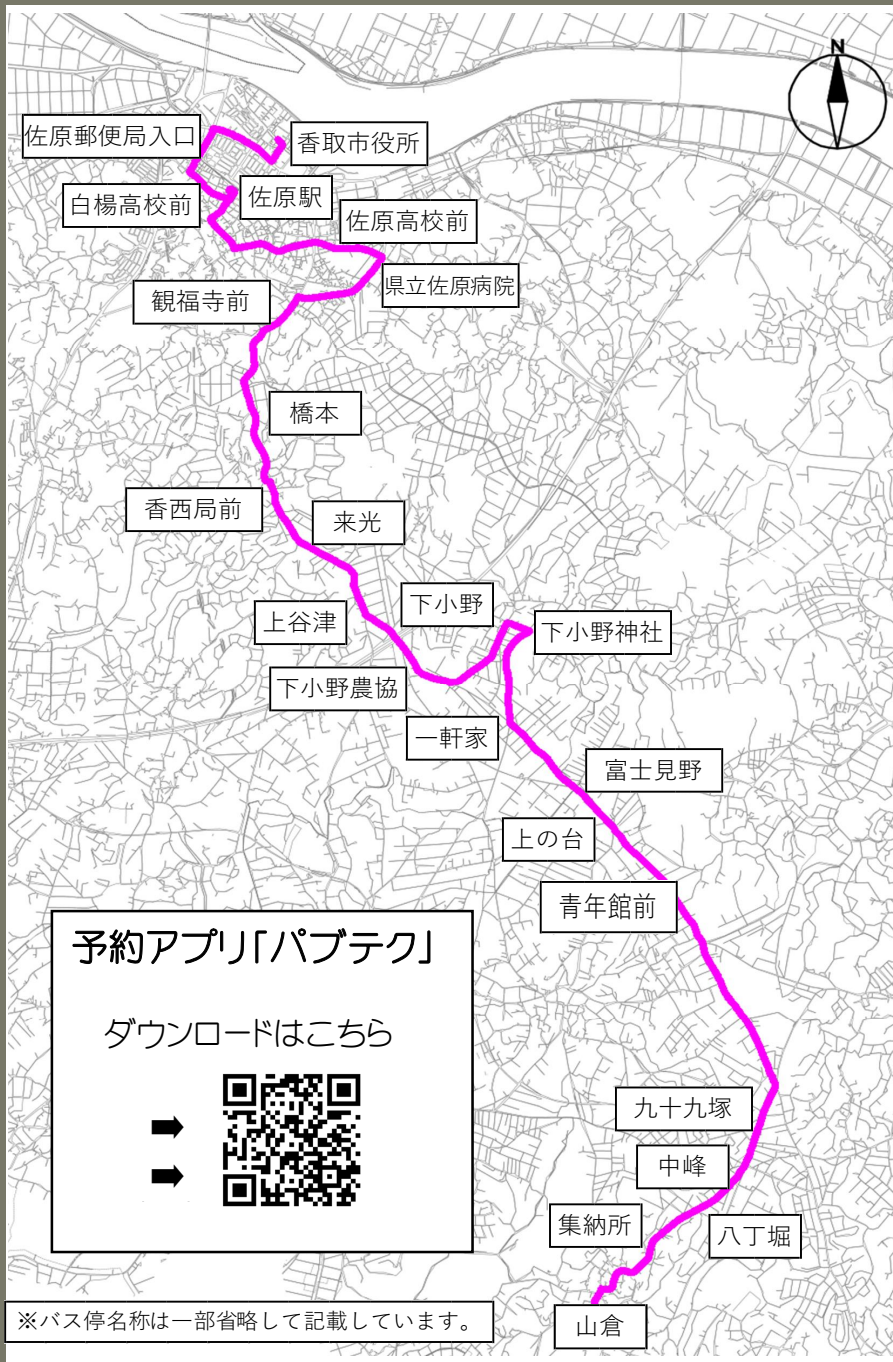 N
佐原郵便局入口
香取市役所
白楊高校前
佐原駅
佐原高校前
県立佐原病院
観福寺前
橋本
香西局前
来光
上谷津
下小野
下小野神社
下小野農協
一軒家
富士見野
上の台
青年館前
予約アプリ「パブテク」
ダウンロードはこちら
九十九塚
中峰
集納所
八丁堀
山倉
※バス停名称は一部省略して記載しています。